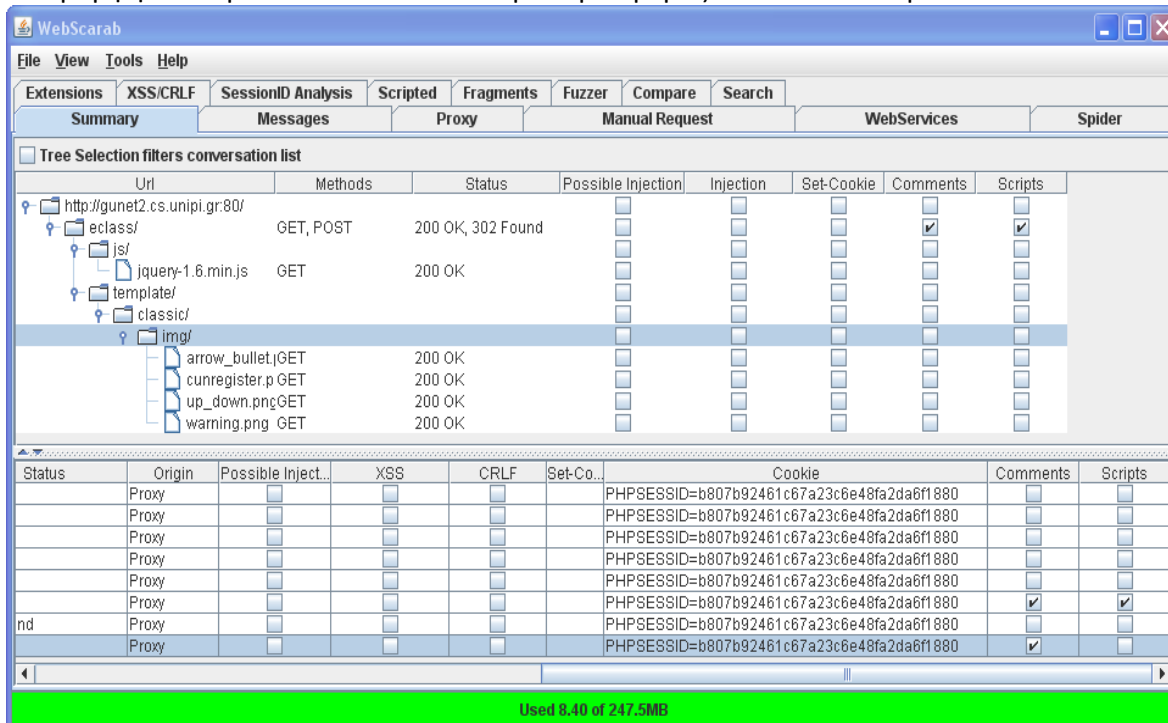 WebScarab
File View Tools Help
Extensions XSS/CRLF SessionID Analysis Scripted Fragments Fuzzer Compare Search
Summary Messages Proxy Manual Request WebServices Spider
Tree Selection filters conversation list
Url Methods Status Possible Injection Injection Set-Cookie Comments Scripts
http://gunet2.cs.unipi.gr:80/
eclass/ GET, POST 200 OK, 302 Found
js/
jquery-1.6.min.js GET 200 OK
template/
classic/
img/
arrow_bullet.p GET 200 OK
cunregister.p GET 200 OK
up_down.png GET 200 OK
warning.png GET 200 OK
Status Origin Possible Inject... XSS CRLF Set-Co... Cookie Comments Scripts
Proxy PHPSESSID=b807b92461c67a23c6e48fa2da6f1880
Proxy PHPSESSID=b807b92461c67a23c6e48fa2da6f1880
Proxy PHPSESSID=b807b92461c67a23c6e48fa2da6f1880
Proxy PHPSESSID=b807b92461c67a23c6e48fa2da6f1880
Proxy PHPSESSID=b807b92461c67a23c6e48fa2da6f1880
Proxy PHPSESSID=b807b92461c67a23c6e48fa2da6f1880
nd Proxy PHPSESSID=b807b92461c67a23c6e48fa2da6f1880
Proxy PHPSESSID=b807b92461c67a23c6e48fa2da6f1880
Used 8.40 of 247.5MB